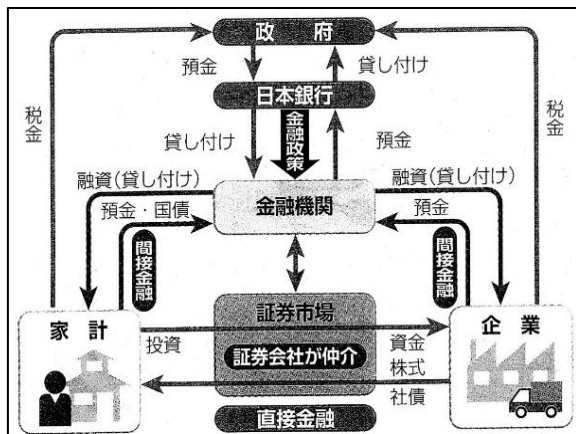 政府
預金
貸し付け
日本銀行
税金
税金
貸し付け
金融政策
預金
融資(貸し付け)
融資(貸し付け)
預金・国債
金融機関
預金
間接金融
間接金融
家計
証券市場
企業
投資
資金
証券会社が仲介
株式
社債
直接金融